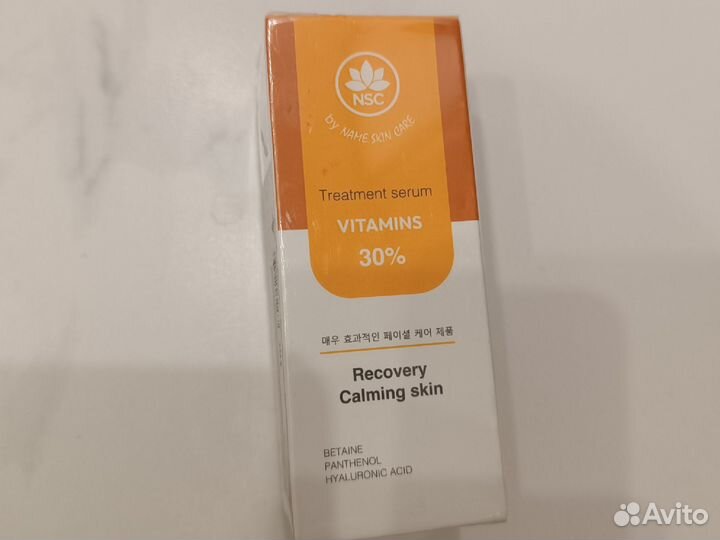 NSC
by NAME SKIN CARE
Treatment serum
VITAMINS
30%
매우 효과적인 페이셜 케어 제품
Recovery
Calming skin
BETAINE
PANTHENOL
HYALURONIC ACID
Avito